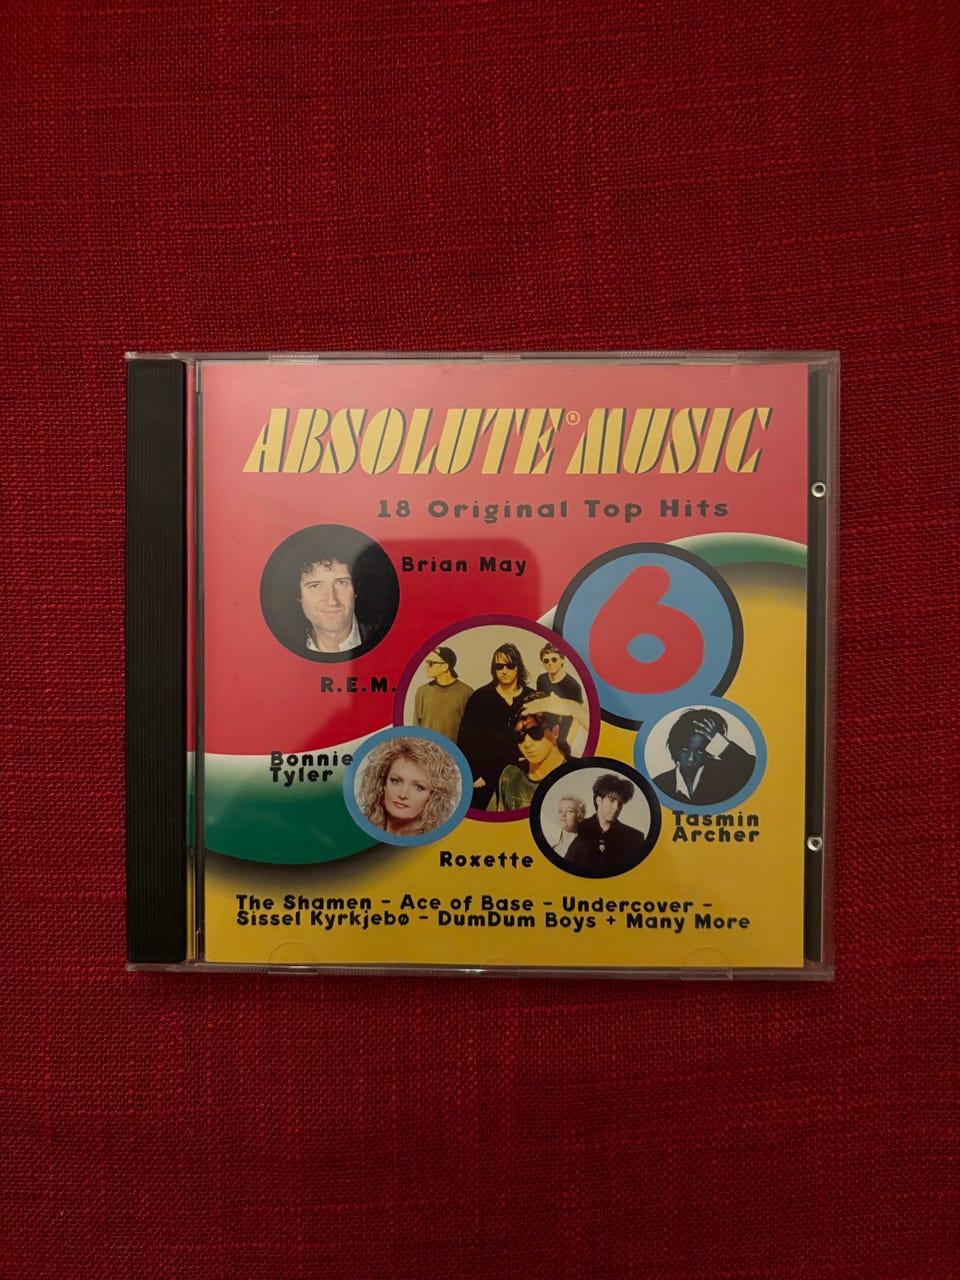 ABSOLUTE® MUSIC
18 Original Top Hits
Brian May
6
R.E.M.
Bonnie
Tyler
Tasmin
Archer
Roxette
The Shamen - Ace of Base - Undercover -
Sissel Kyrkjebø - DumDum Boys + Many More